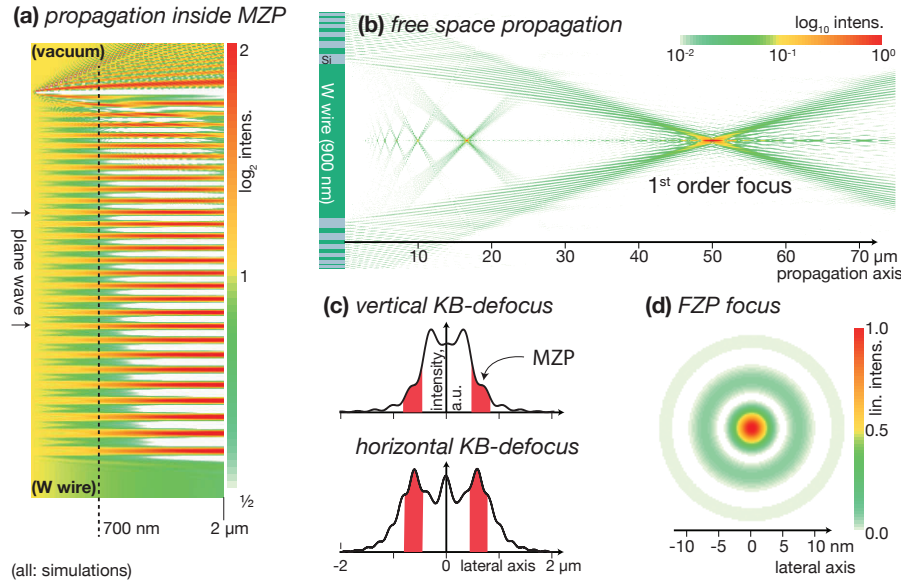 (a) propagation inside MZP
(vacuum)
plane wave
(W wire)
700 nm
2 µm
2
log2 intens.
1
½
(all: simulations)
(b) free space propagation
log10 intens.
10-2
10-1
100
Si
W wire (900 nm)
1st order focus
10 20 30 40 50 60 70 µm
propagation axis
(c) vertical KB-defocus
intensity,
a.u.
MZP
-2 0 2 µm
horizontal KB-defocus
-2 0 lateral axis 2 µm
(d) FZP focus
1.0
lin. intens.
0.5
0.0
-10 -5 0 5 10 nm
lateral axis